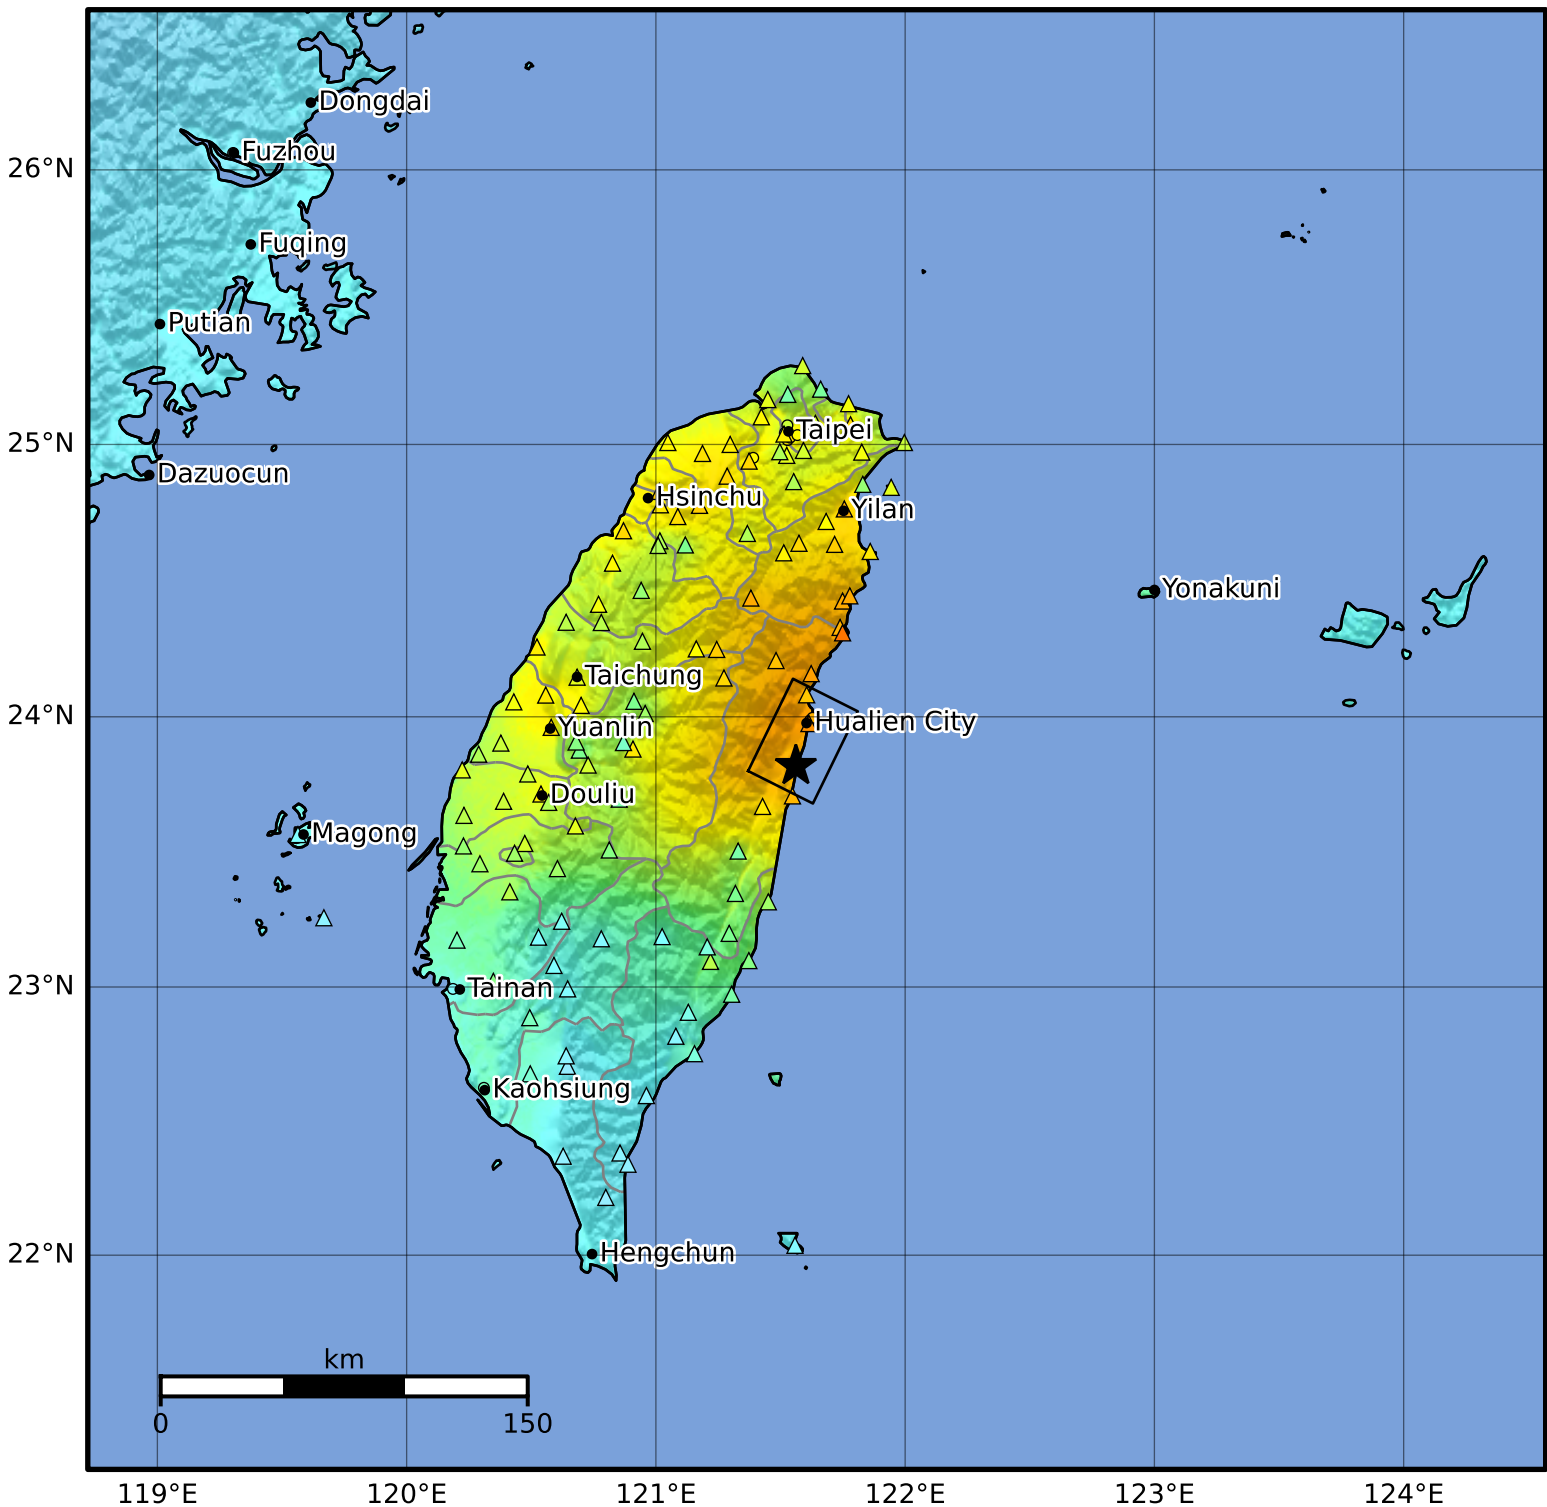 Dongdai
Fuzhou
26°N
Fuqing
Putian
Taipei
25°N
Dazuocun
Hsinchu
Yilan
Yonakuni
Taichung
24°N
Hualien City
Yuanlin
Douliu
Magong
23°N
Tainan
Kaohsiung
22°N
Hengchun
km
0
150
119°E
120°E
121°E
122°E
123°E
124°E